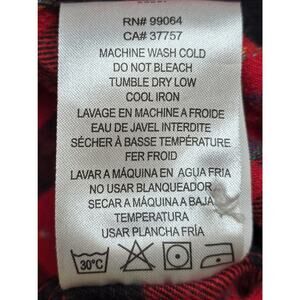 RN# 99064
CA# 37757
MACHINE WASH COLD
DO NOT BLEACH
TUMBLE DRY LOW
COOL IRON
LAVAGE EN MACHINE A FROIDE
EAU DE JAVEL INTERDITE
SÉCHER À BASSE TEMPÉRATURE
FER FROID
LAVAR A MÁQUINA EN AGUA FRIA
NO USAR BLANQUEADOR
SECAR A MÁQUINA A BAJA
TEMPERATURA
USAR PLANCHA FRÍA
30°C